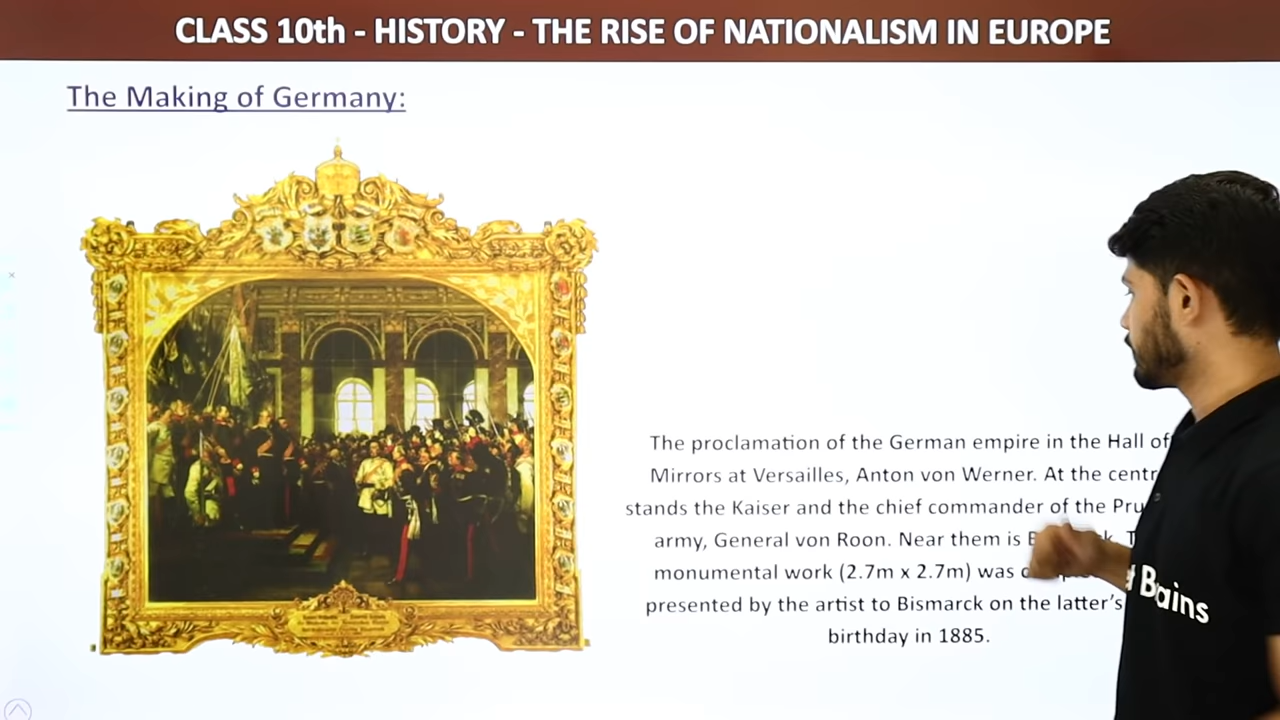 CLASS 10th - HISTORY - THE RISE OF NATIONALISM IN EUROPE
The Making of Germany:
The proclamation of the German empire in the Hall of
Mirrors at Versailles, Anton von Werner. At the
stands the Kaiser and the chief commander of the
army, General von Roon. Near them is
monumental work (2.7m x 2.7m) was
presented by the artist to Bismarck on the latter's
birthday in 1885.
Brains